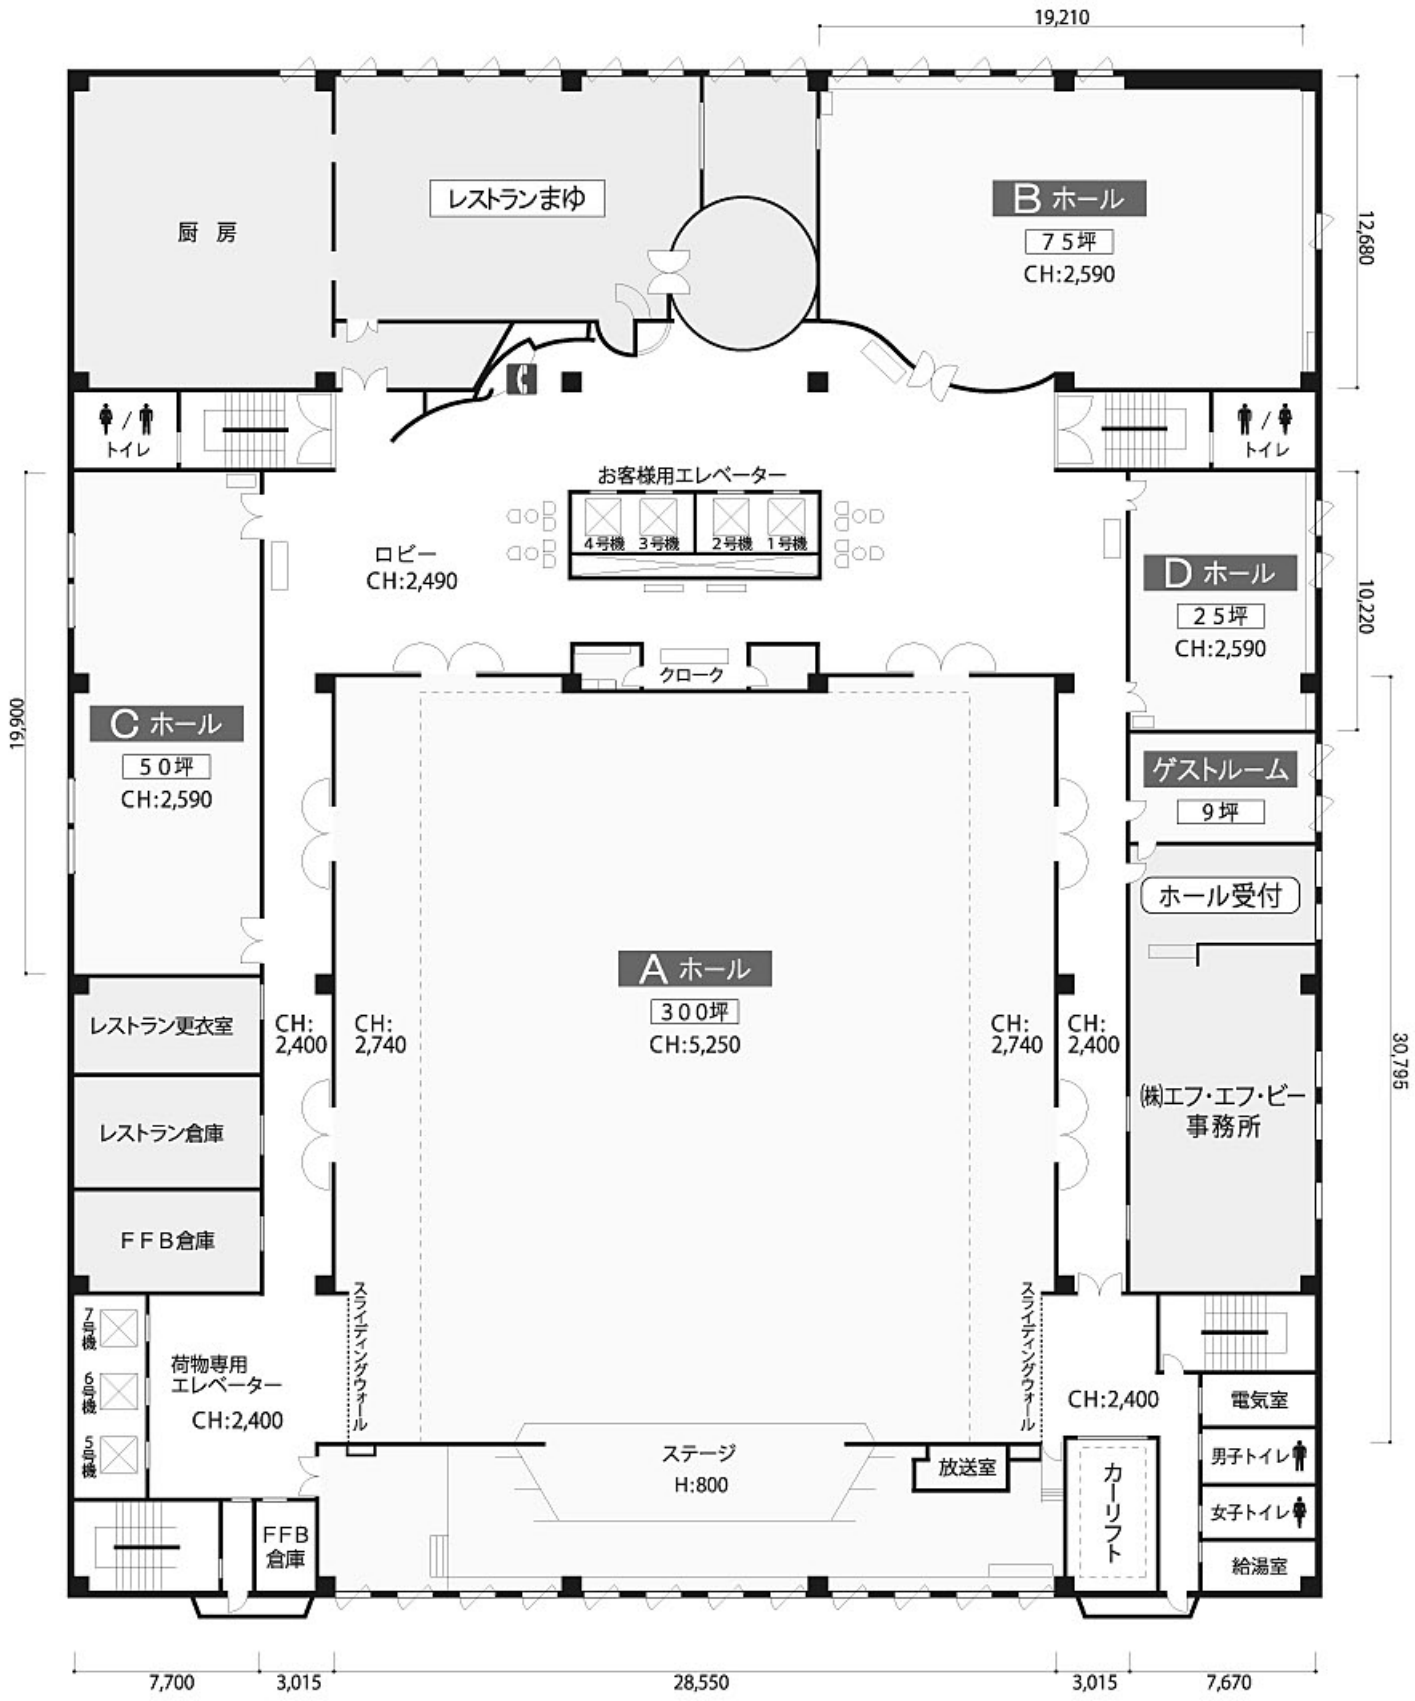 19,210
レストランまゆ
厨 房
B ホール
75坪
CH:2,590
12,680
/
トイレ
/
トイレ
お客様用エレベーター
4号機
3号機
2号機
1号機
ロビー
CH:2,490
クローク
D ホール
25坪
CH:2,590
10,220
C ホール
50坪
CH:2,590
19,900
ゲストルーム
9坪
ホール受付
A ホール
300坪
CH:5,250
レストラン更衣室
CH:
2,400
CH:
2,740
CH:
2,740
CH:
2,400
30,795
㈱エフ・エフ・ビー
事務所
レストラン倉庫
FFB倉庫
スライディングウォール
スライディングウォール
7号機
6号機
5号機
荷物専用
エレベーター
CH:2,400
CH:2,400
電気室
男子トイレ
女子トイレ
給湯室
ステージ
H:800
放送室
カーリフト
FFB
倉庫
7,700
3,015
28,550
3,015
7,670